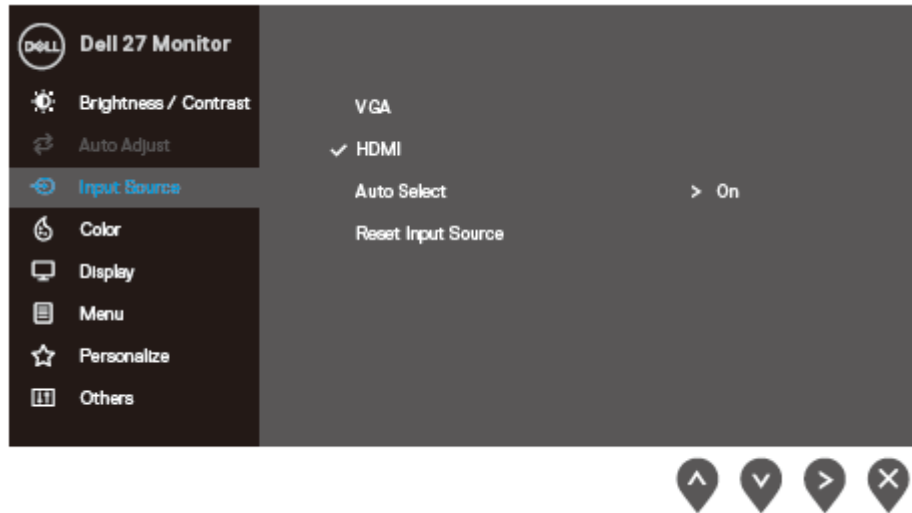 DELL Dell 27 Monitor
Brightness / Contrast
VGA
Auto Adjust
HDMI
Input Source
Auto Select > On
Color
Reset Input Source
Display
Menu
Personalize
Others